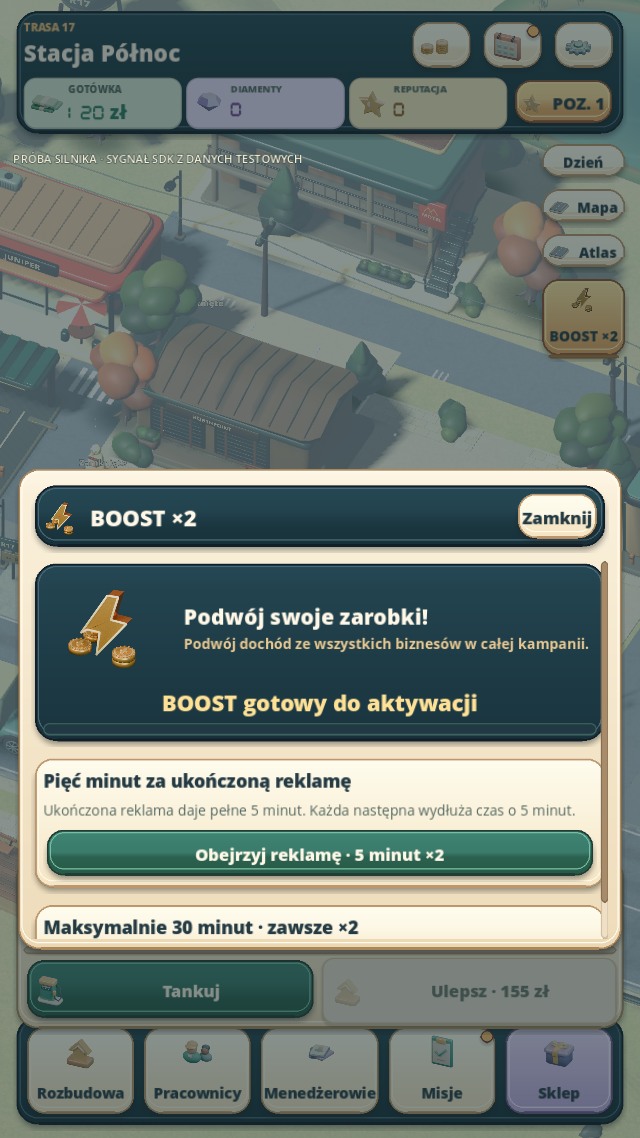 TRASA 17
Stacja Północ
GOTÓWKA
120 zł
DIAMENTY
0
REPUTACJA
0
POZ. 1
PRÓBA SILNIKA · SYGNAŁ SDK Z DANYCH TESTOWYCH
Dzień
Mapa
Atlas
JUNIPER
BOOST ×2
BOOST ×2
Zamknij
Podwój swoje zarobki!
Podwój dochód ze wszystkich biznesów w całej kampanii.
BOOST gotowy do aktywacji
Pięć minut za ukończoną reklamę
Ukończona reklama daje pełne 5 minut. Każda następna wydłuża czas o 5 minut.
Obejrzyj reklamę · 5 minut ×2
Maksymalnie 30 minut · zawsze ×2
Tankuj
Ulepsz · 155 zł
Rozbudowa
Pracownicy
Menedżerowie
Misje
Sklep